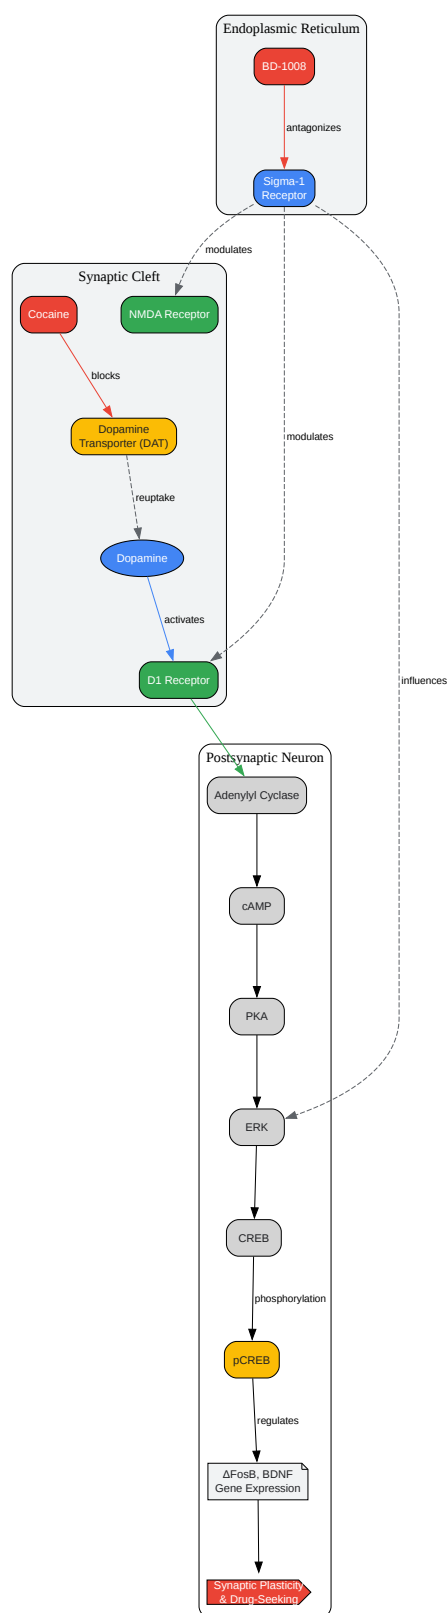 Endoplasmic Reticulum
BD-1008
antagonizes
Sigma-1
Receptor
modulates
Synaptic Cleft
Cocaine
NMDA Receptor
blocks
Dopamine
Transporter (DAT)
modulates
reuptake
Dopamine
activates
D1 Receptor
influences
Postsynaptic Neuron
Adenylyl Cyclase
cAMP
PKA
ERK
CREB
phosphorylation
pCREB
regulates
ΔFosB, BDNF
Gene Expression
Synaptic Plasticity
& Drug-Seeking